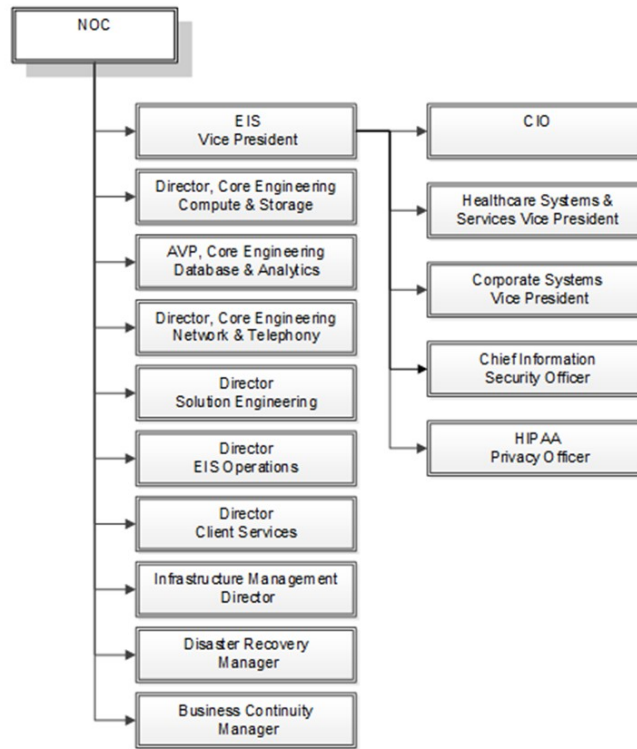 NOC
EIS
Vice President
CIO
Director, Core Engineering
Compute & Storage
Healthcare Systems &
Services Vice President
AVP, Core Engineering
Database & Analytics
Corporate Systems
Vice President
Director, Core Engineering
Network & Telephony
Chief Information
Security Officer
Director
Solution Engineering
HIPAA
Privacy Officer
Director
EIS Operations
Director
Client Services
Infrastructure Management
Director
Disaster Recovery
Manager
Business Continuity
Manager